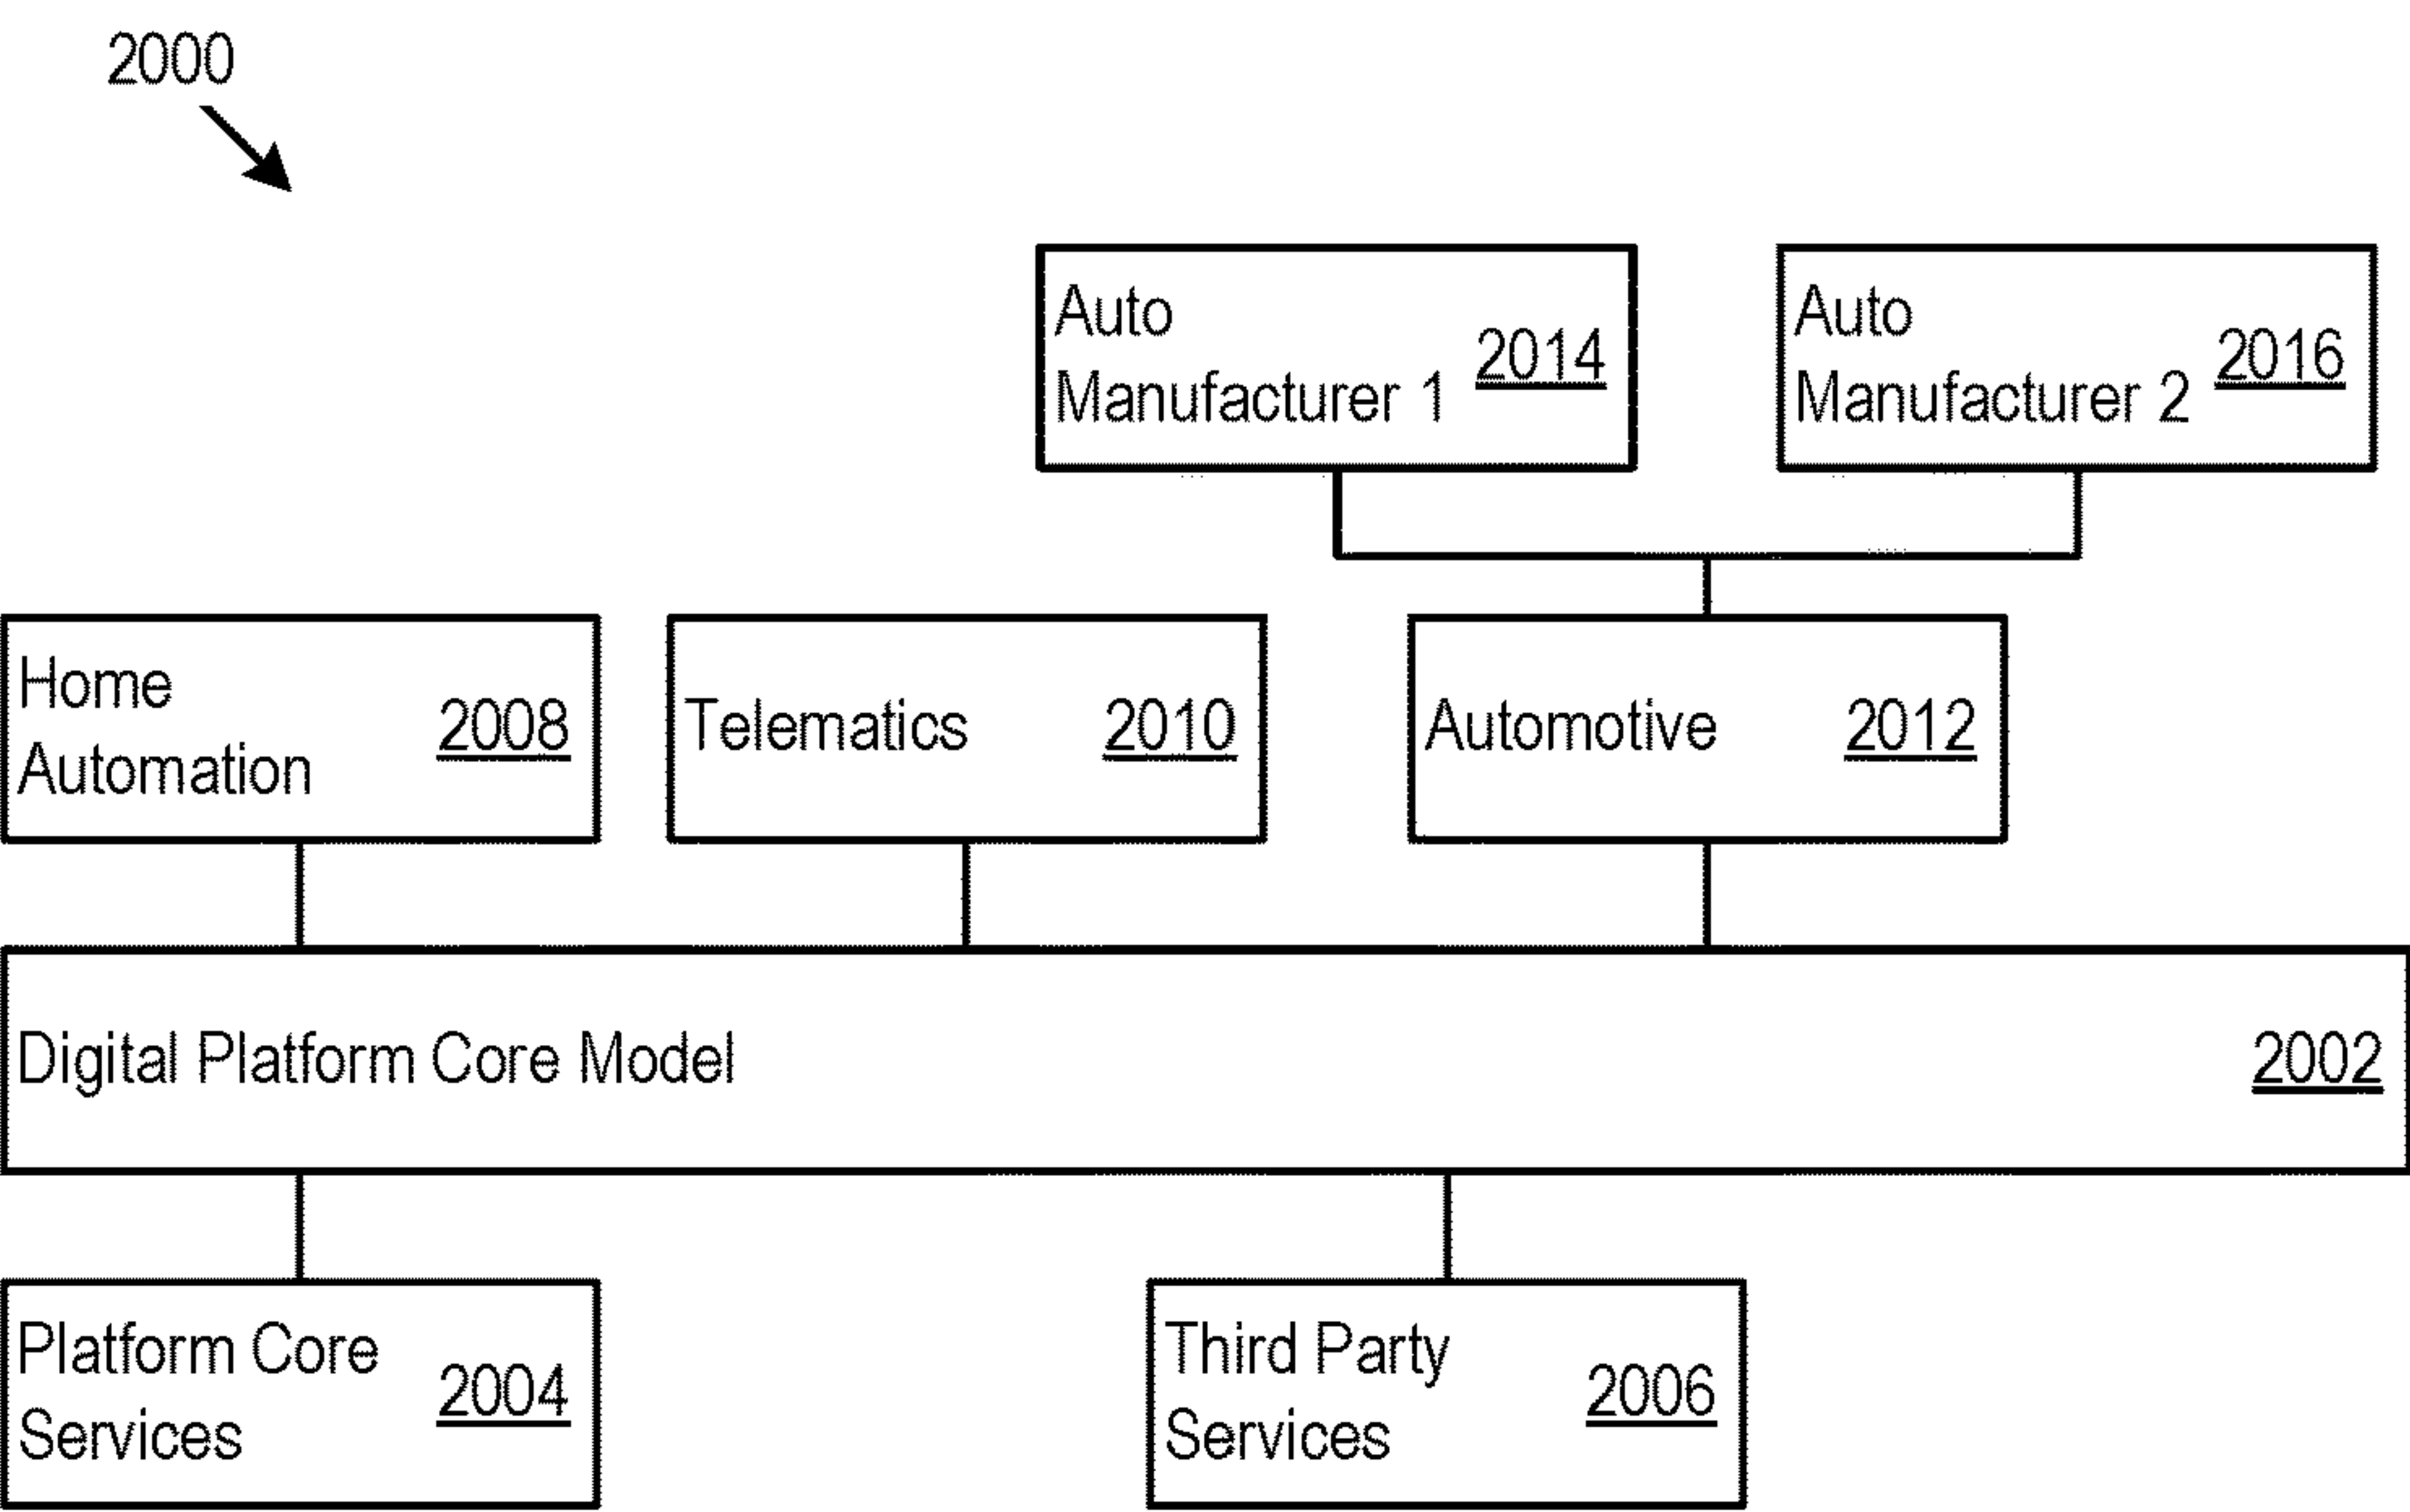 2000
Auto
Manufacturer 1
2014
Auto
Manufacturer 2
2016
Home
Automation
2008
Telematics
2010
Automotive
2012
Digital Platform Core Model
2002
Platform Core
Services
2004
Third Party
Services
2006